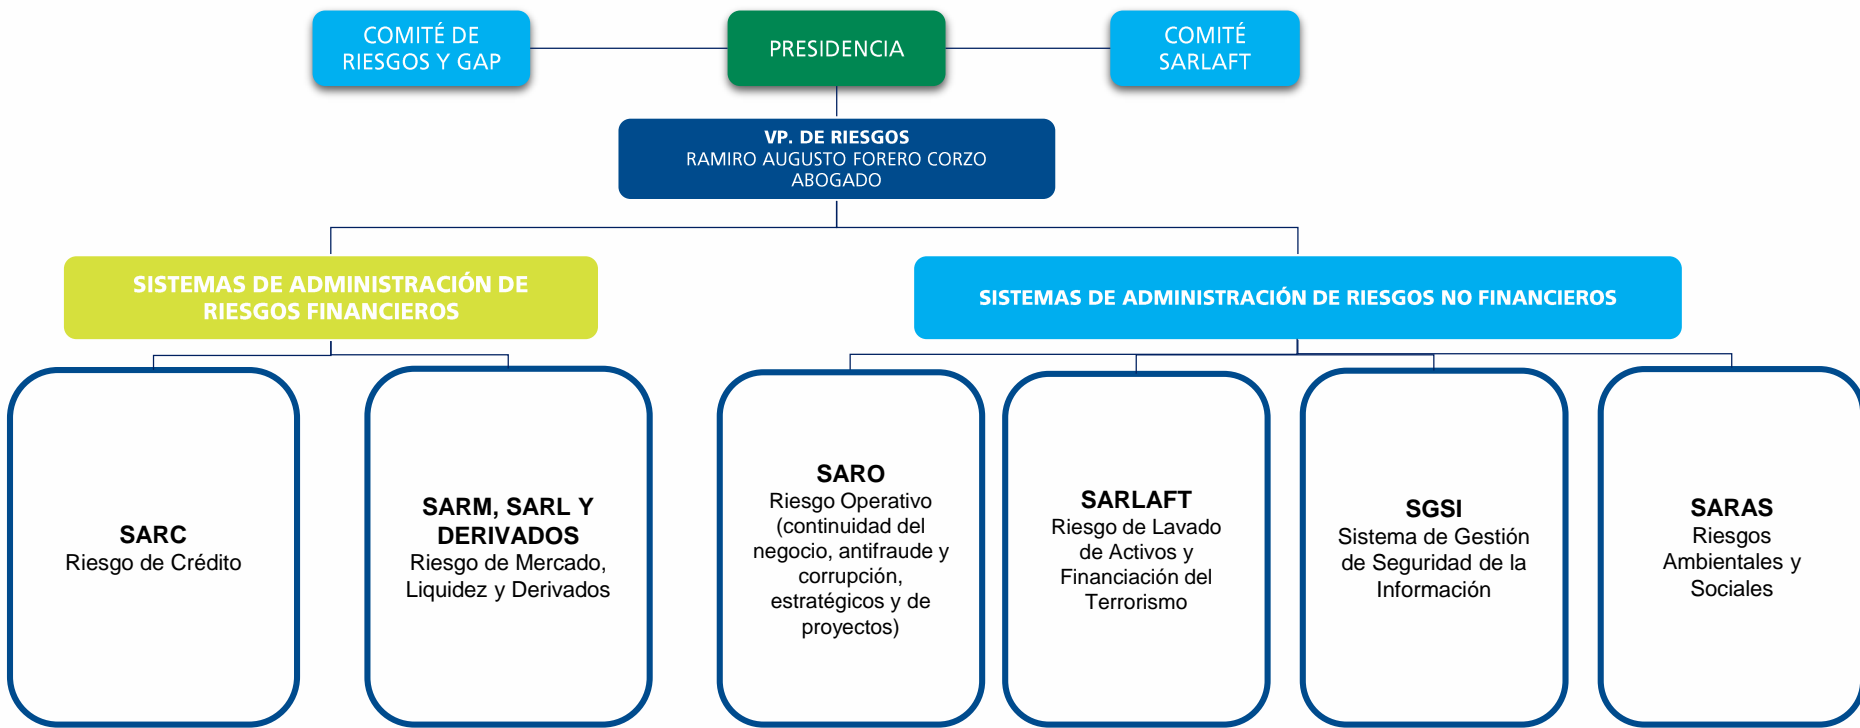 COMITÉ DE
RIESGOS Y GAP
PRESIDENCIA
COMITÉ
SARLAFT
VP. DE RIESGOS
RAMIRO AUGUSTO FORERO CORZO
ABOGADO
SISTEMAS DE ADMINISTRACIÓN DE
RIESGOS FINANCIEROS
SISTEMAS DE ADMINISTRACIÓN DE RIESGOS NO FINANCIEROS
SARC
Riesgo de Crédito
SARM, SARL Y
DERIVADOS
Riesgo de Mercado,
Liquidez y Derivados
SARO
Riesgo Operativo
(continuidad del
negocio, antifraude y
corrupción,
estratégicos y de
proyectos)
SARLAFT
Riesgo de Lavado
de Activos y
Financiación del
Terrorismo
SGSI
Sistema de Gestión
de Seguridad de la
Información
SARAS
Riesgos
Ambientales y
Sociales